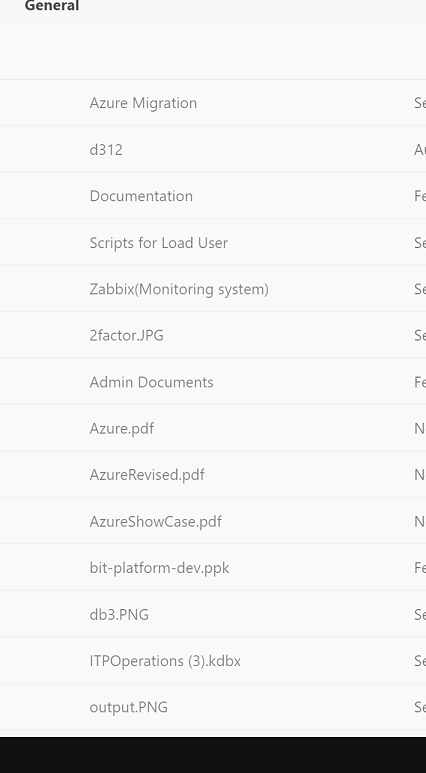 General
Azure Migration
Se
d312
Au
Documentation
Fe
Scripts for Load User
Se
Zabbix(Monitoring system)
Se
2factor.JPG
Se
Admin Documents
Fe
Azure.pdf
N
AzureRevised.pdf
N
AzureShowCase.pdf
N
bit-platform-dev.ppk
Fe
db3.PNG
Se
ITPOperations (3).kdbx
Se
output.PNG
Se